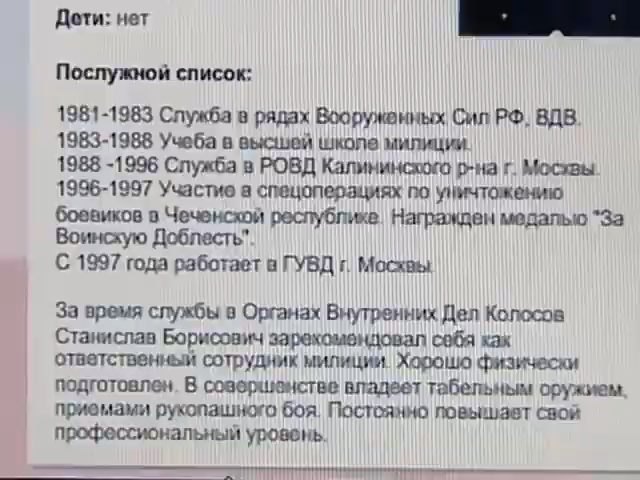 Дети: нет
Послужной список:
1981-1983 Служба в рядах Вооруженных Сил РФ, ВДВ.
1983-1988 Учеба в высшей школе милиции.
1988 -1996 Служба в РОВД Калининского р-на г. Москвы.
1996-1997 Участие в спецоперациях по уничтожению
боевиков в Чеченской республике. Награжден медалью "За
Воинскую Доблесть".
С 1997 года работает в ГУВД г. Москвы.
За время службы в Органах Внутренних Дел Колосов
Станислав Борисович зарекомендовал себя как
ответственный сотрудник милиции. Хорошо физически
подготовлен. В совершенстве владеет табельным оружием,
приемами рукопашного боя. Постоянно повышает свой
профессиональный уровень.